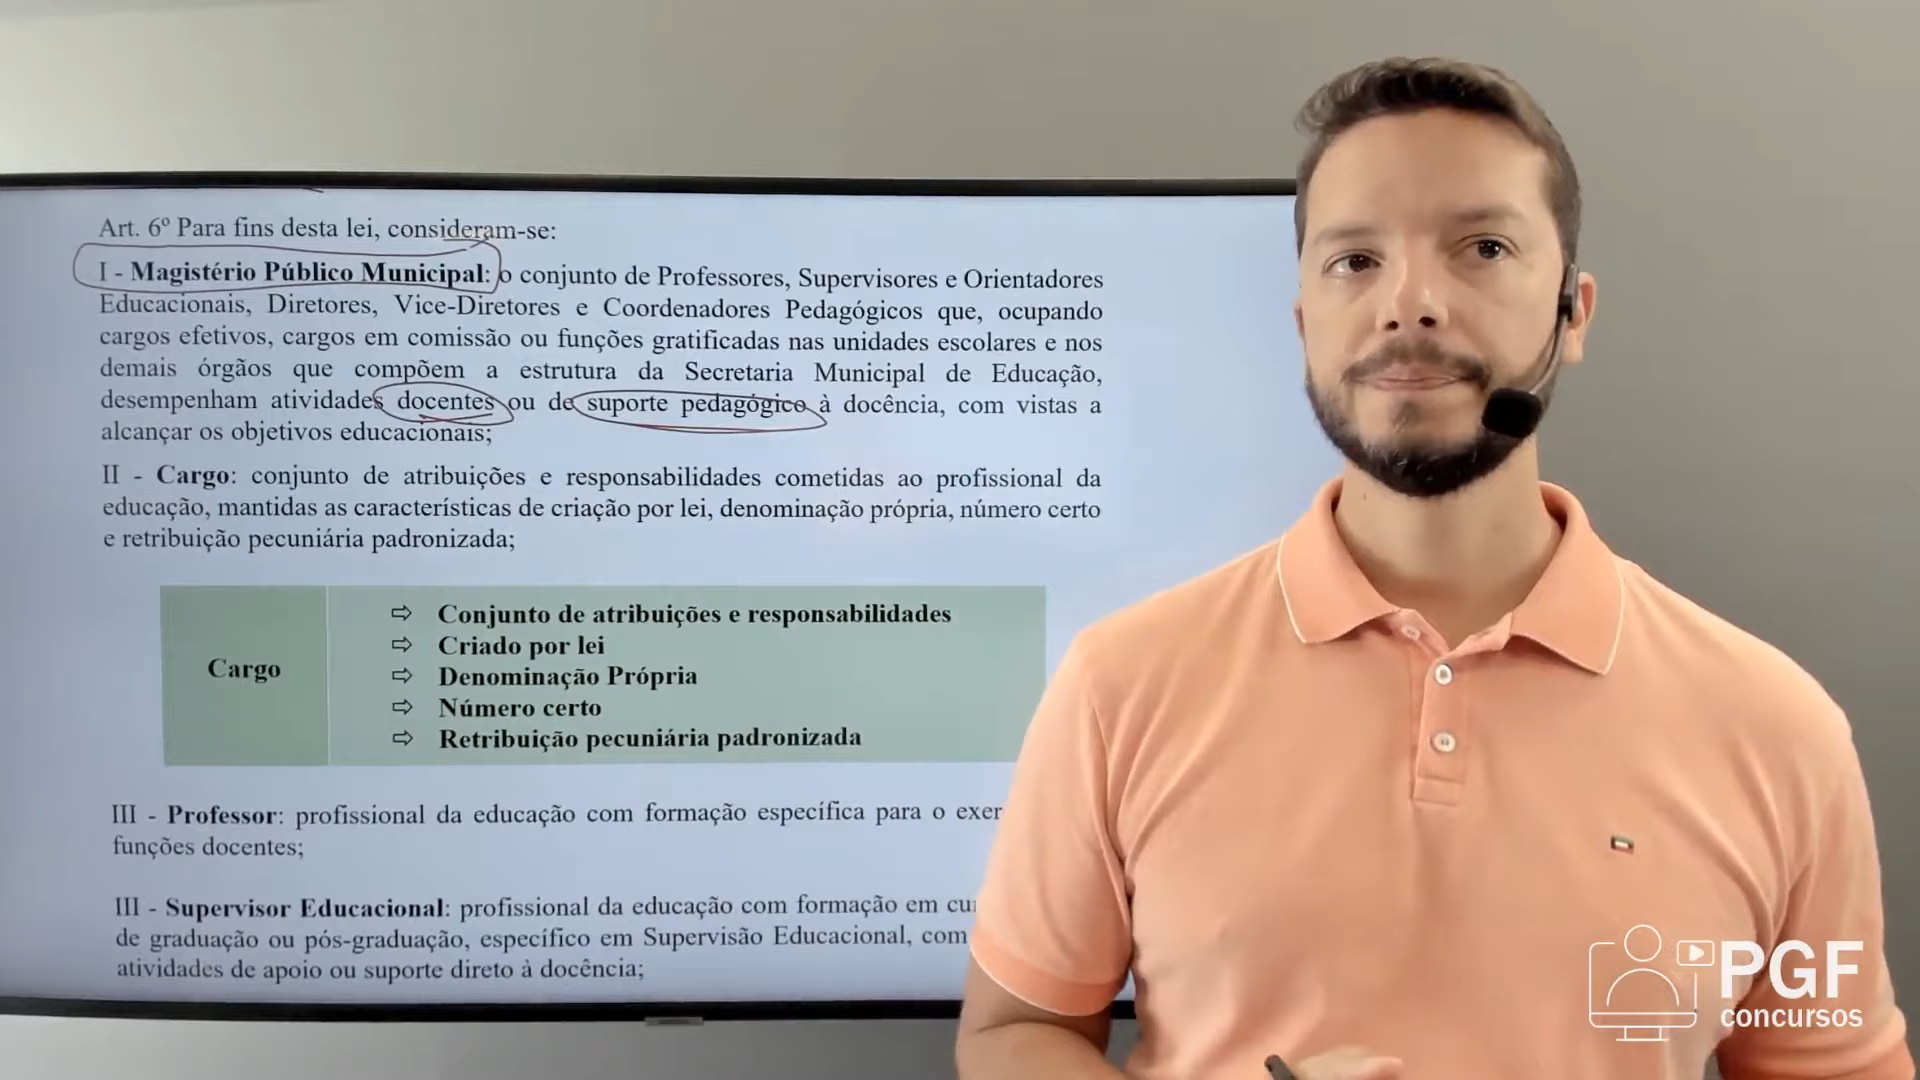 Art. 6º Para fins desta lei, consideram-se:
I - Magistério Público Municipal: o conjunto de Professores, Supervisores e Orientadores
Educacionais, Diretores, Vice-Diretores e Coordenadores Pedagógicos que, ocupando
cargos efetivos, cargos em comissão ou funções gratificadas nas unidades escolares e nos
demais órgãos que compõem a estrutura da Secretaria Municipal de Educação,
desempenham atividades docentes ou de suporte pedagógico à docência, com vistas a
alcançar os objetivos educacionais;
II - Cargo: conjunto de atribuições e responsabilidades cometidas ao profissional da
educação, mantidas as características de criação por lei, denominação própria, número certo
e retribuição pecuniária padronizada;
Cargo
⇨ Conjunto de atribuições e responsabilidades
⇨ Criado por lei
⇨ Denominação Própria
⇨ Número certo
⇨ Retribuição pecuniária padronizada
III - Professor: profissional da educação com formação específica para o
funções docentes;
III - Supervisor Educacional: profissional da educação com formação em
de graduação ou pós-graduação, específico em Supervisão Educacional, com
atividades de apoio ou suporte direto à docência;
PGF
concursos